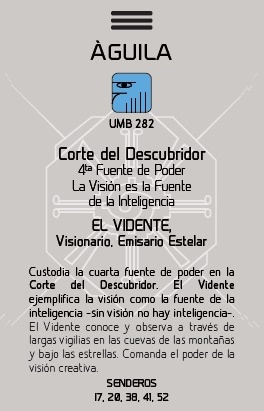 ÀGUILA
UMB 282
Corte del Descubridor
4ta Fuente de Poder
La Visión es la Fuente
de la Inteligencia
EL VIDENTE,
Visionario, Emisario Estelar
Custodia la cuarta fuente de poder en la
Corte del Descubridor. El Vidente
ejemplifica la visión como la fuente de la
inteligencia -sin visión no hay inteligencia-.
El Vidente conoce y observa a través de
largas vigilias en las cuevas de las montañas
y bajo las estrellas. Comanda el poder de la
visión creativa.
SENDEROS
17, 20, 38, 41, 52